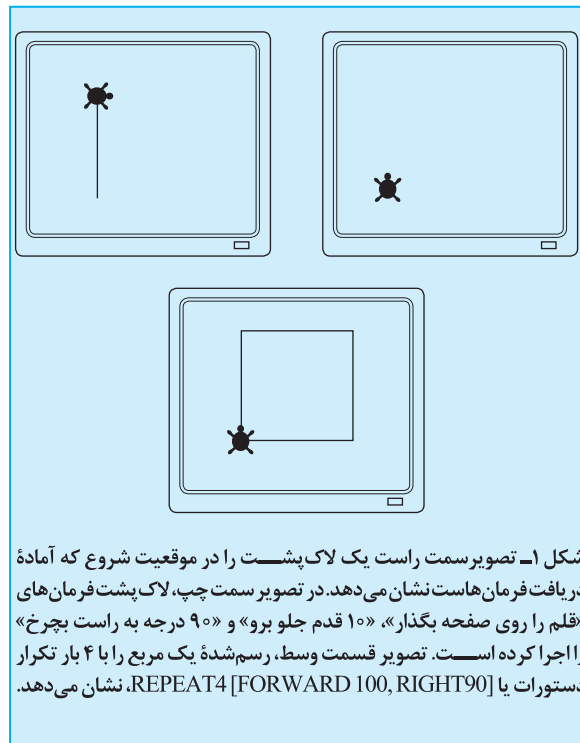 شکل ۱ــ تصویر سمت راست یک لاک‌پشت را در موقعیت شروع که آمادهٔ
دریافت فرمان‌هاست نشان می‌دهد. در تصویر سمت چپ، لاک‌پشت فرمان‌های
«قلم را روی صفحه بگذار»، «۱۰ قدم جلو برو» و «۹۰ درجه به راست بچرخ»
را اجرا کرده است. تصویر قسمت وسط، رسم‌شدهٔ یک مربع را با ۴ بار تکرار
دستورات یا REPEAT4 [FORWARD 100, RIGHT90]، نشان می‌دهد.